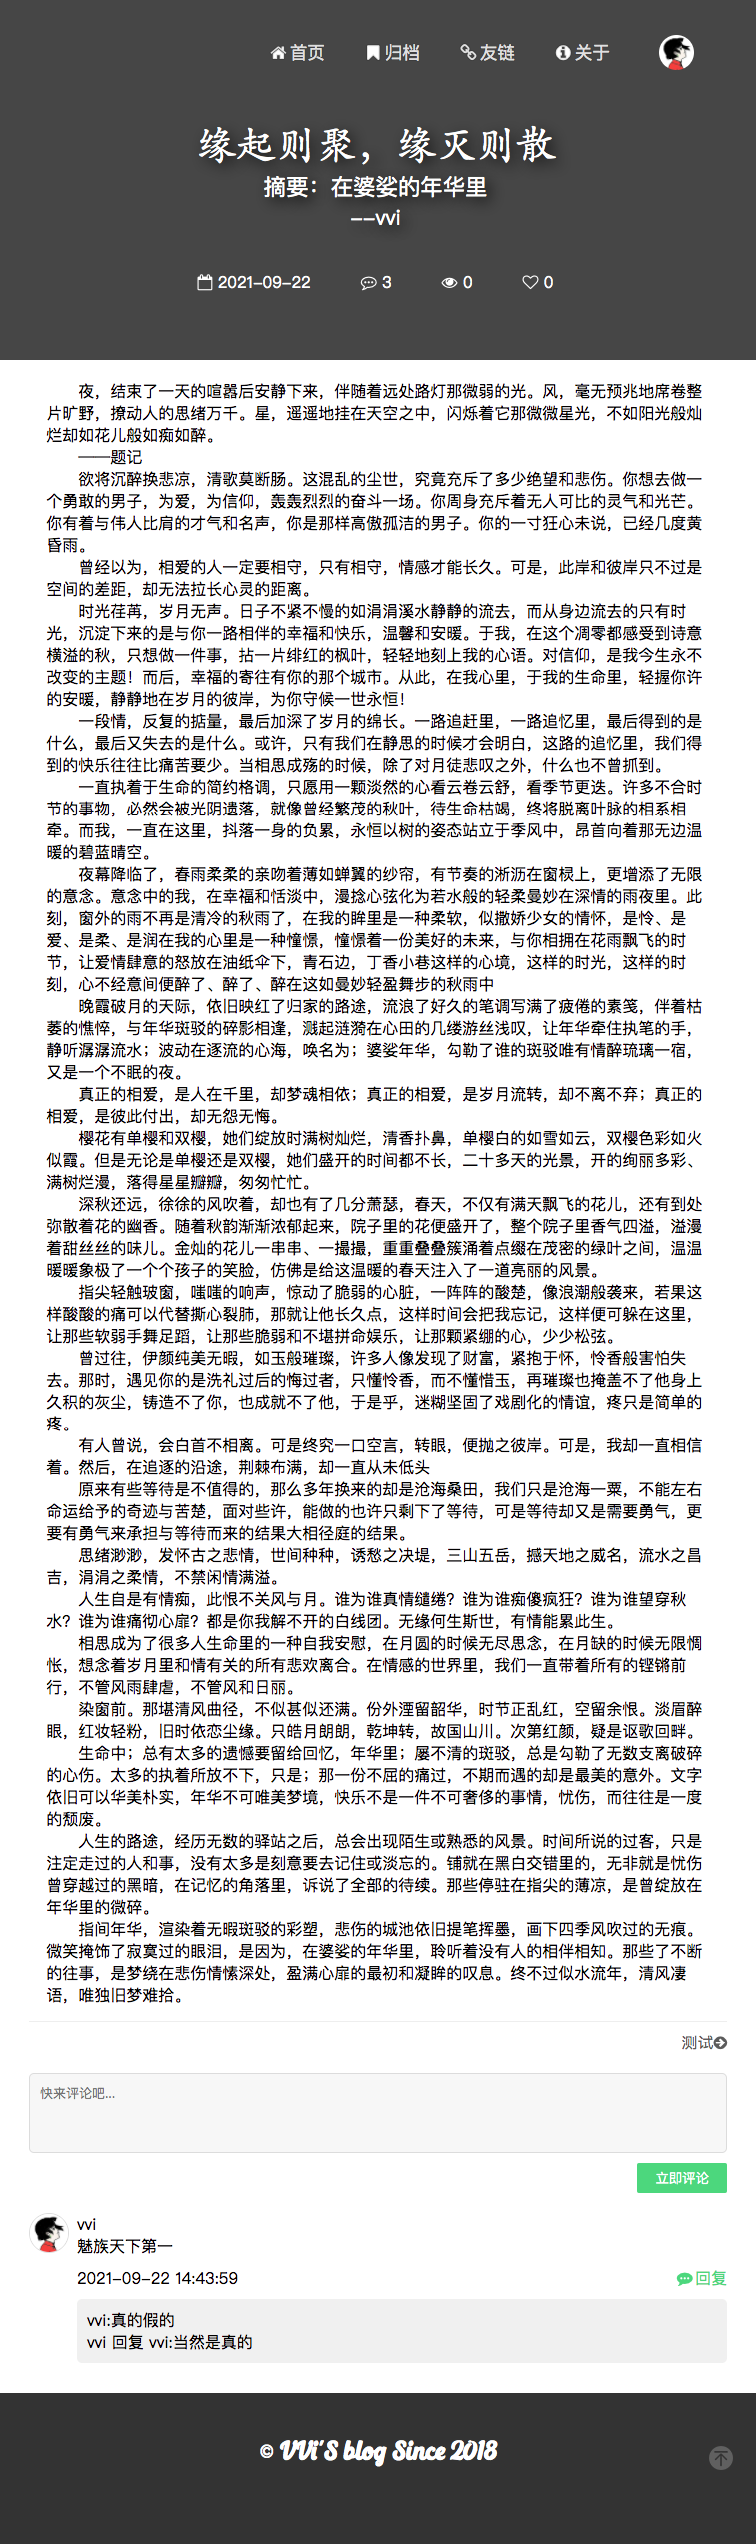 首页 归档 友链 关于
缘起则聚，缘灭则散
摘要：在婆娑的年华里
--vvi
2021-09-22 3 0 0
夜，结束了一天的喧嚣后安静下来，伴随着远处路灯那微弱的光。风，毫无预兆地席卷整
片旷野，撩动人的思绪万千。星，遥遥地挂在天空之中，闪烁着它那微微星光，不如阳光般灿
烂却如花儿般如痴如醉。
——题记
欲将沉醉换悲凉，清歌莫断肠。这混乱的尘世，究竟充斥了多少绝望和悲伤。你想去做一
个勇敢的男子，为爱，为信仰，轰轰烈烈的奋斗一场。你周身充斥着无人可比的灵气和光芒。
你有着与伟人比肩的才气和名声，你是那样高傲孤洁的男子。你的一寸狂心未说，已经几度黄
昏雨。
曾经以为，相爱的人一定要相守，只有相守，情感才能长久。可是，此岸和彼岸只不过是
空间的差距，却无法拉长心灵的距离。
时光荏苒，岁月无声。日子不紧不慢的如涓涓溪水静静的流去，而从身边流去的只有时
光，沉淀下来的是与你一路相伴的幸福和快乐，温馨和安暖。于我，在这个凋零都感受到诗意
横溢的秋，只想做一件事，拈一片绯红的枫叶，轻轻地刻上我的心语。对信仰，是我今生永不
改变的主题！而后，幸福的寄往有你的那个城市。从此，在我心里，于我的生命里，轻握你许
的安暖，静静地在岁月的彼岸，为你守候一世永恒！
一段情，反复的掂量，最后加深了岁月的绵长。一路追赶里，一路追忆里，最后得到的是
什么，最后又失去的是什么。或许，只有我们在静思的时候才会明白，这路的追忆里，我们得
到的快乐往往比痛苦要少。当相思成殇的时候，除了对月徒悲叹之外，什么也不曾抓到。
一直执着于生命的简约格调，只愿用一颗淡然的心看云卷云舒，看季节更迭。许多不合时
节的事物，必然会被光阴遗落，就像曾经繁茂的秋叶，待生命枯竭，终将脱离叶脉的相系相
牵。而我，一直在这里，抖落一身的负累，永恒以树的姿态站立于季风中，昂首向着那无边温
暖的碧蓝晴空。
夜幕降临了，春雨柔柔的亲吻着薄如蝉翼的纱帘，有节奏的淅沥在窗棂上，更增添了无限
的意念。意念中的我，在幸福和恬淡中，漫捻心弦化为若水般的轻柔曼妙在深情的雨夜里。此
刻，窗外的雨不再是清冷的秋雨了，在我的眸里是一种柔软，似撒娇少女的情怀，是怜、是
爱、是柔、是润在我的心里是一种憧憬，憧憬着一份美好的未来，与你相拥在花雨飘飞的时
节，让爱情肆意的怒放在油纸伞下，青石边，丁香小巷这样的心境，这样的时光，这样的时
刻，心不经意间便醉了、醉了、醉在这如曼妙轻盈舞步的秋雨中
晚霞破月的天际，依旧映红了归家的路途，流浪了好久的笔调写满了疲倦的素笺，伴着枯
萎的憔悴，与年华斑驳的碎影相逢，溅起涟漪在心田的几缕游丝浅叹，让年华牵住执笔的手，
静听潺潺流水；波动在逐流的心海，唤名为；婆娑年华，勾勒了谁的斑驳唯有情醉琉璃一宿，
又是一个不眠的夜。
真正的相爱，是人在千里，却梦魂相依；真正的相爱，是岁月流转，却不离不弃；真正的
相爱，是彼此付出，却无怨无悔。
樱花有单樱和双樱，她们绽放时满树灿烂，清香扑鼻，单樱白的如雪如云，双樱色彩如火
似霞。但是无论是单樱还是双樱，她们盛开的时间都不长，二十多天的光景，开的绚丽多彩、
满树烂漫，落得星星瓣瓣，匆匆忙忙。
深秋还远，徐徐的风吹着，却也有了几分萧瑟，春天，不仅有满天飘飞的花儿，还有到处
弥散着花的幽香。随着秋韵渐渐浓郁起来，院子里的花便盛开了，整个院子里香气四溢，溢漫
着甜丝丝的味儿。金灿的花儿一串串、一撮撮，重重叠叠簇涌着点缀在茂密的绿叶之间，温温
暖暖象极了一个个孩子的笑脸，仿佛是给这温暖的春天注入了一道亮丽的风景。
指尖轻触玻窗，嗤嗤的响声，惊动了脆弱的心脏，一阵阵的酸楚，像浪潮般袭来，若果这
样酸酸的痛可以代替撕心裂肺，那就让他长久点，这样时间会把我忘记，这样便可躲在这里，
让那些软弱手舞足蹈，让那些脆弱和不堪拼命娱乐，让那颗紧绷的心，少少松弦。
曾过往，伊颜纯美无暇，如玉般璀璨，许多人像发现了财富，紧抱于怀，怜香般害怕失
去。那时，遇见你的是洗礼过后的悔过者，只懂怜香，而不懂惜玉，再璀璨也掩盖不了他身上
久积的灰尘，铸造不了你，也成就不了他，于是乎，迷糊坚固了戏剧化的情谊，疼只是简单的
疼。
有人曾说，会白首不相离。可是终究一口空言，转眼，便抛之彼岸。可是，我却一直相信
着。然后，在追逐的沿途，荆棘布满，却一直从未低头
原来有些等待是不值得的，那么多年换来的却是沧海桑田，我们只是沧海一粟，不能左右
命运给予的奇迹与苦楚，面对些许，能做的也许只剩下了等待，可是等待却又是需要勇气，更
要有勇气来承担与等待而来的结果大相径庭的结果。
思绪渺渺，发怀古之悲情，世间种种，诱愁之决堤，三山五岳，撼天地之威名，流水之昌
吉，涓涓之柔情，不禁闲情满溢。
人生自是有情痴，此恨不关风与月。谁为谁真情缱绻？谁为谁痴傻疯狂？谁为谁望穿秋
水？谁为谁痛彻心扉？都是你我解不开的白线团。无缘何生斯世，有情能累此生。
相思成为了很多人生命里的一种自我安慰，在月圆的时候无尽思念，在月缺的时候无限惆
怅，想念着岁月里和情有关的所有悲欢离合。在情感的世界里，我们一直带着所有的铿锵前
行，不管风雨肆虐，不管风和日丽。
染窗前。那堪清风曲径，不似甚似还满。份外湮留韶华，时节正乱红，空留余恨。淡眉醉
眼，红妆轻粉，旧时依恋尘缘。只皓月朗朗，乾坤转，故国山川。次第红颜，疑是讴歌回畔。
生命中；总有太多的遗憾要留给回忆，年华里；屡不清的斑驳，总是勾勒了无数支离破碎
的心伤。太多的执着所放不下，只是；那一份不屈的痛过，不期而遇的却是最美的意外。文字
依旧可以华美朴实，年华不可唯美梦境，快乐不是一件不可奢侈的事情，忧伤，而往往是一度
的颓废。
人生的路途，经历无数的驿站之后，总会出现陌生或熟悉的风景。时间所说的过客，只是
注定走过的人和事，没有太多是刻意要去记住或淡忘的。铺就在黑白交错里的，无非就是忧伤
曾穿越过的黑暗，在记忆的角落里，诉说了全部的待续。那些停驻在指尖的薄凉，是曾绽放在
年华里的微碎。
指间年华，渲染着无暇斑驳的彩塑，悲伤的城池依旧提笔挥墨，画下四季风吹过的无痕。
微笑掩饰了寂寞过的眼泪，是因为，在婆娑的年华里，聆听着没有人的相伴相知。那些了不断
的往事，是梦绕在悲伤情愫深处，盈满心扉的最初和凝眸的叹息。终不过似水流年，清风凄
语，唯独旧梦难拾。
测试
快来评论吧...
立即评论
vvi
魅族天下第一
2021-09-22 14:43:59 回复
vvi:真的假的
vvi 回复 vvi:当然是真的
© VVi'S blog Since 2018